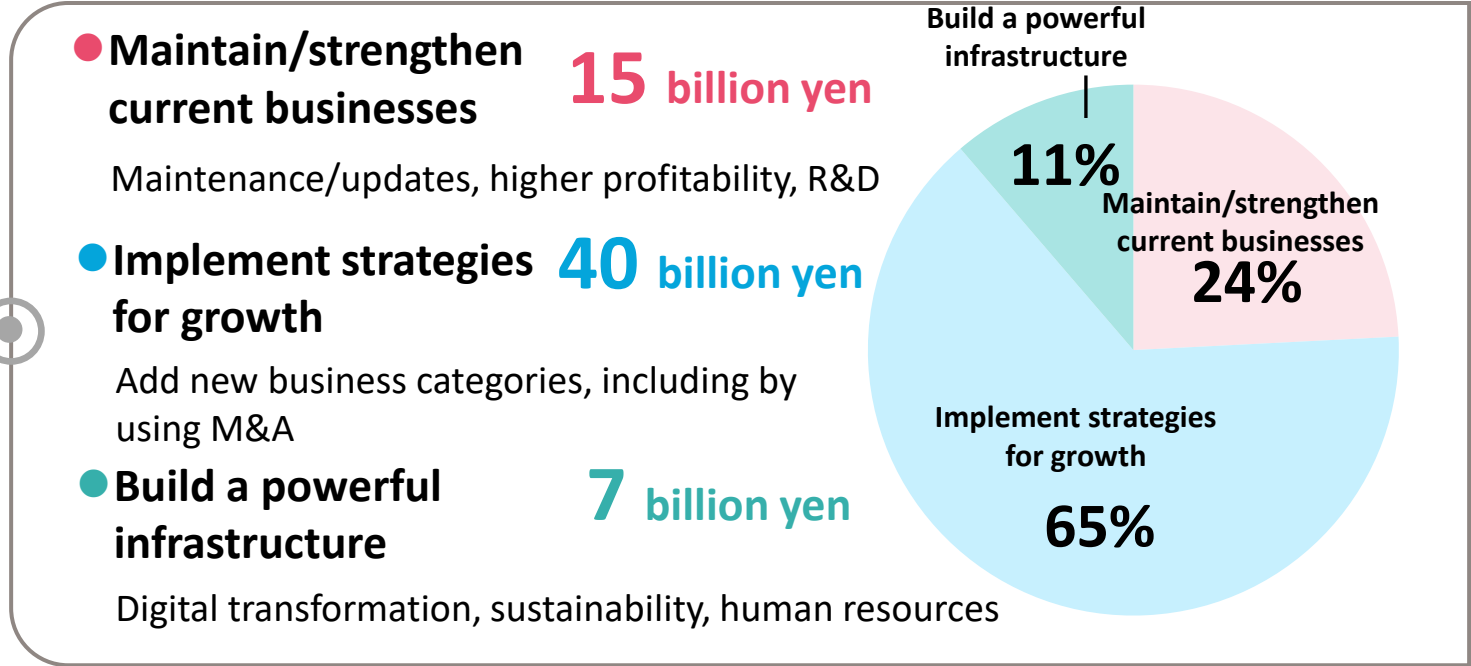 Maintain/strengthen
current businesses
15 billion yen
Maintenance/updates, higher profitability, R&D
Implement strategies
for growth
40 billion yen
Add new business categories, including by
using M&A
Build a powerful
infrastructure
7 billion yen
Digital transformation, sustainability, human resources
Build a powerful
infrastructure
11%
Maintain/strengthen
current businesses
24%
Implement strategies
for growth
65%